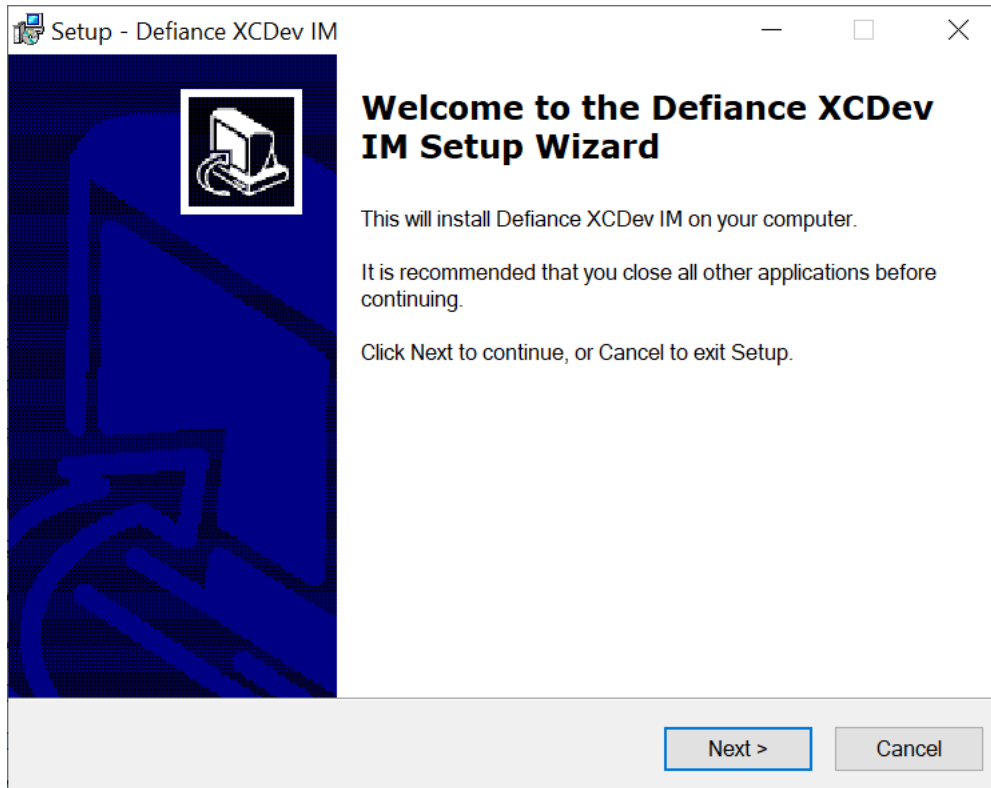 Setup - Defiance XCDev IM
Welcome to the Defiance XCDev
IM Setup Wizard
This will install Defiance XCDev IM on your computer.
It is recommended that you close all other applications before
continuing.
Click Next to continue, or Cancel to exit Setup.
Next >
Cancel